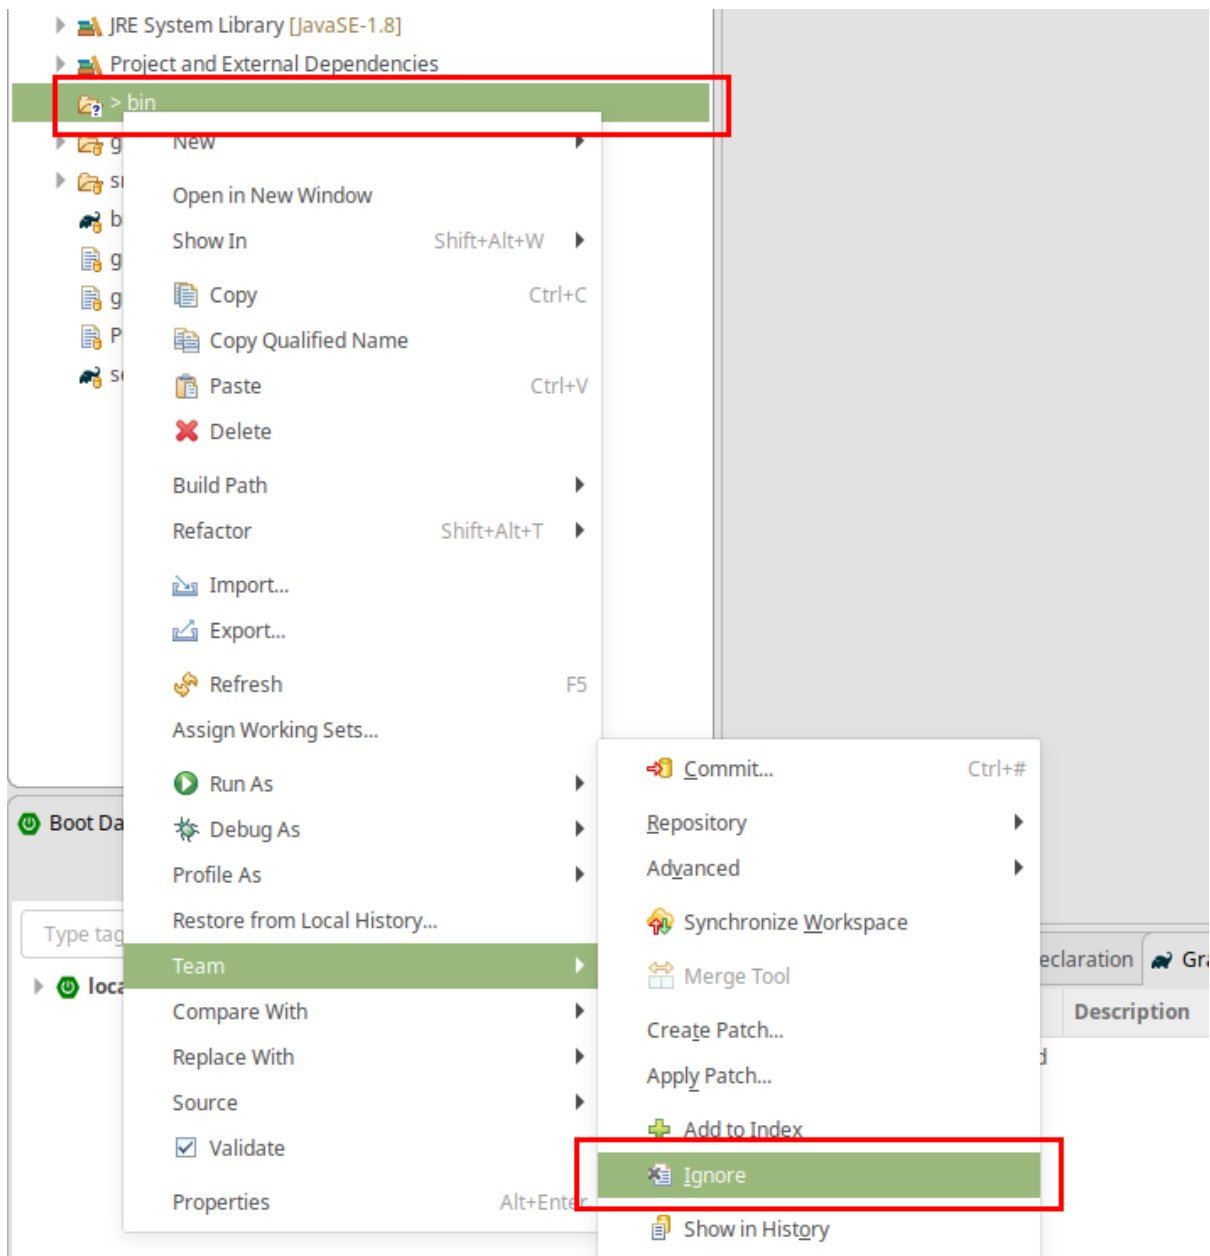 JRE System Library [JavaSE-1.8]
Project and External Dependencies
> bin
g
New
s
Open in New Window
b
Show In Shift+Alt+W
g
g
Copy Ctrl+C
P
Copy Qualified Name
s
Paste Ctrl+V
Delete
Build Path
Refactor Shift+Alt+T
Import...
Export...
Refresh F5
Assign Working Sets...
Run As
Debug As
Profile As
Restore from Local History...
Team
Compare With
Replace With
Source
Validate
Properties Alt+Enter
Commit... Ctrl+#
Repository
Advanced
Synchronize Workspace
Merge Tool
Create Patch...
Apply Patch...
Add to Index
Ignore
Show in History
Boot Da
Type tag
loca
eclaration
Gra
Description
d